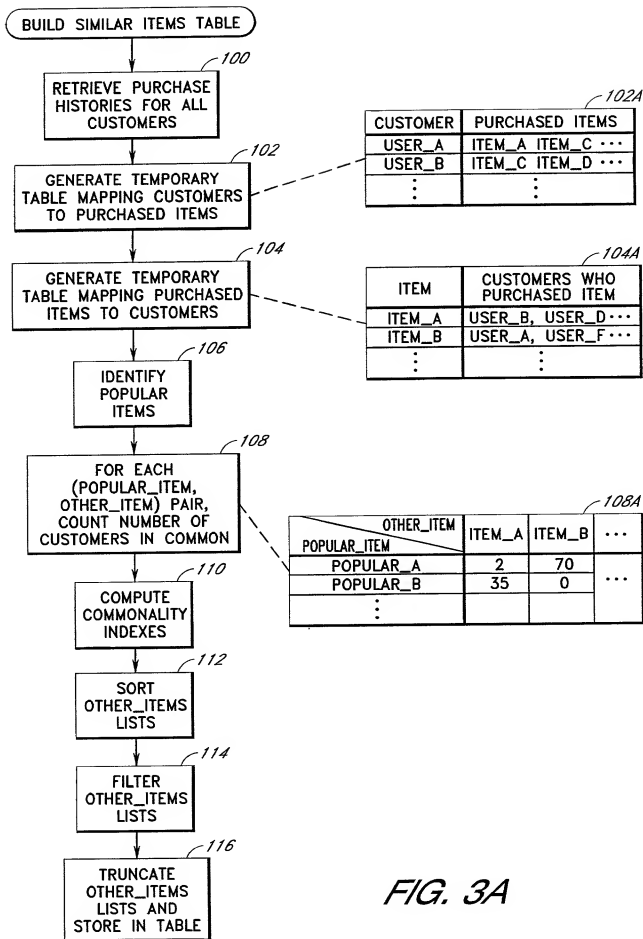 BUILD SIMILAR ITEMS TABLE
100
RETRIEVE PURCHASE
HISTORIES FOR ALL
CUSTOMERS
102
GENERATE TEMPORARY
TABLE MAPPING CUSTOMERS
TO PURCHASED ITEMS
102A
CUSTOMER PURCHASED ITEMS
USER_A ITEM_A ITEM_C ···
USER_B ITEM_C ITEM_D ···
104
GENERATE TEMPORARY
TABLE MAPPING PURCHASED
ITEMS TO CUSTOMERS
104A
ITEM CUSTOMERS WHO
PURCHASED ITEM
ITEM_A USER_B, USER_D ···
ITEM_B USER_A, USER_F ···
106
IDENTIFY
POPULAR
ITEMS
108
FOR EACH
(POPULAR_ITEM,
OTHER_ITEM) PAIR,
COUNT NUMBER OF
CUSTOMERS IN COMMON
108A
OTHER_ITEM ITEM_A ITEM_B ···
POPULAR_ITEM
POPULAR_A 2 70 ···
POPULAR_B 35 0
110
COMPUTE
COMMONALITY
INDEXES
112
SORT
OTHER_ITEMS
LISTS
114
FILTER
OTHER_ITEMS
LISTS
116
TRUNCATE
OTHER_ITEMS
LISTS AND
STORE IN TABLE
FIG. 3A